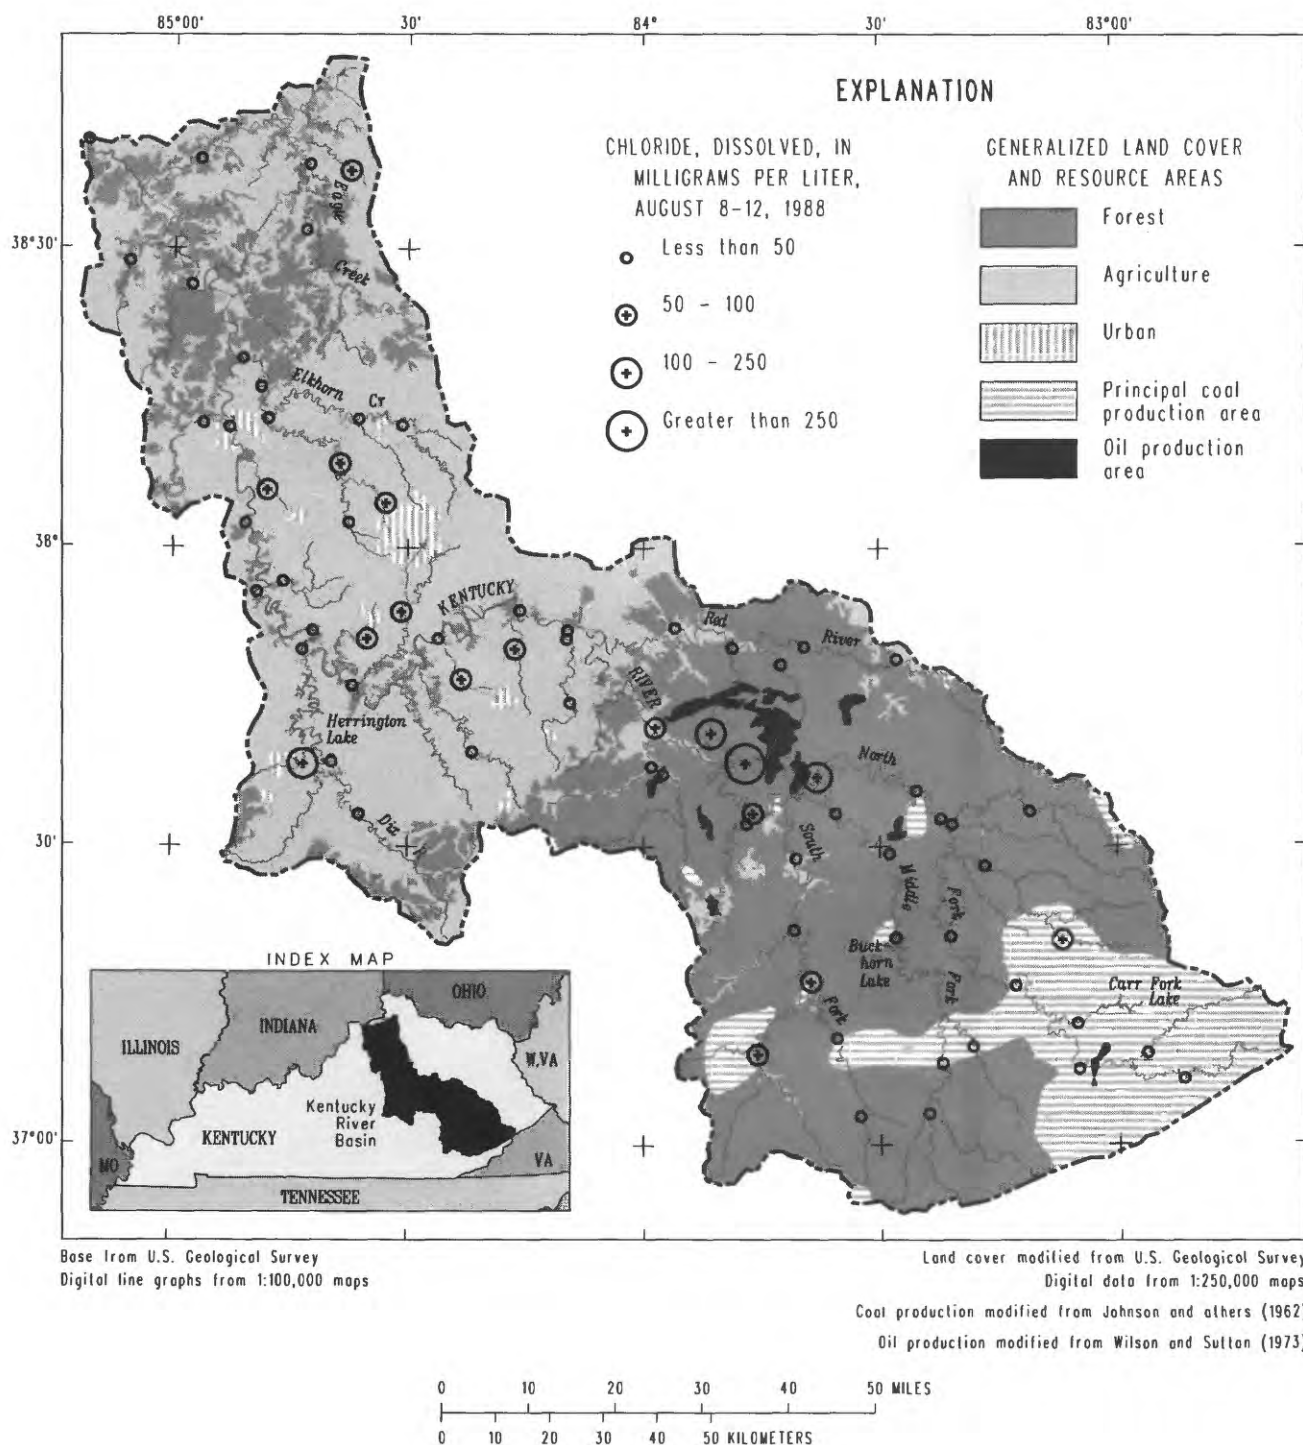 85°00'
30'
84°
30'
83°00'
EXPLANATION
CHLORIDE, DISSOLVED, IN
MILLIGRAMS PER LITER,
AUGUST 8-12, 1988
Less than 50
50 - 100
100 - 250
Greater than 250
GENERALIZED LAND COVER
AND RESOURCE AREAS
Forest
Agriculture
Urban
Principal coal
production area
Oil production
area
38°30'
38°
30'
37°00'
Eagle
Creek
Elkhorn
Cr
KENTUCKY
RIVER
Red
River
Herrington
Lake
Dix
North
South
Middle
Fork
Fork
Fork
Buck-
horn
Lake
Carr Fork
Lake
INDEX MAP
ILLINOIS
INDIANA
OHIO
W.VA
Kentucky
River
Basin
KENTUCKY
MO
VA
TENNESSEE
Base from U.S. Geological Survey
Digital line graphs from 1:100,000 maps
Land cover modified from U.S. Geological Survey
Digital data from 1:250,000 maps
Coal production modified from Johnson and others (1962)
Oil production modified from Wilson and Sutton (1973)
0 10 20 30 40 50 MILES
0 10 20 30 40 50 KILOMETERS